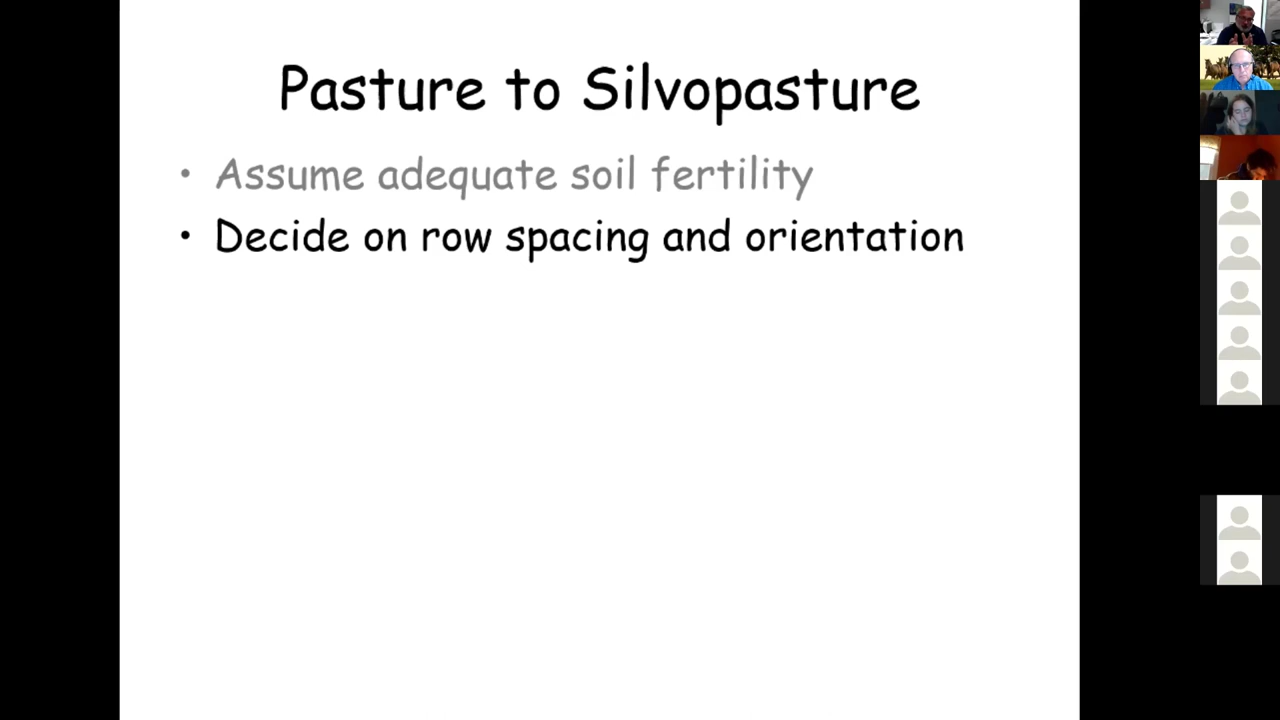 Pasture to Silvopasture
• Assume adequate soil fertility
• Decide on row spacing and orientation